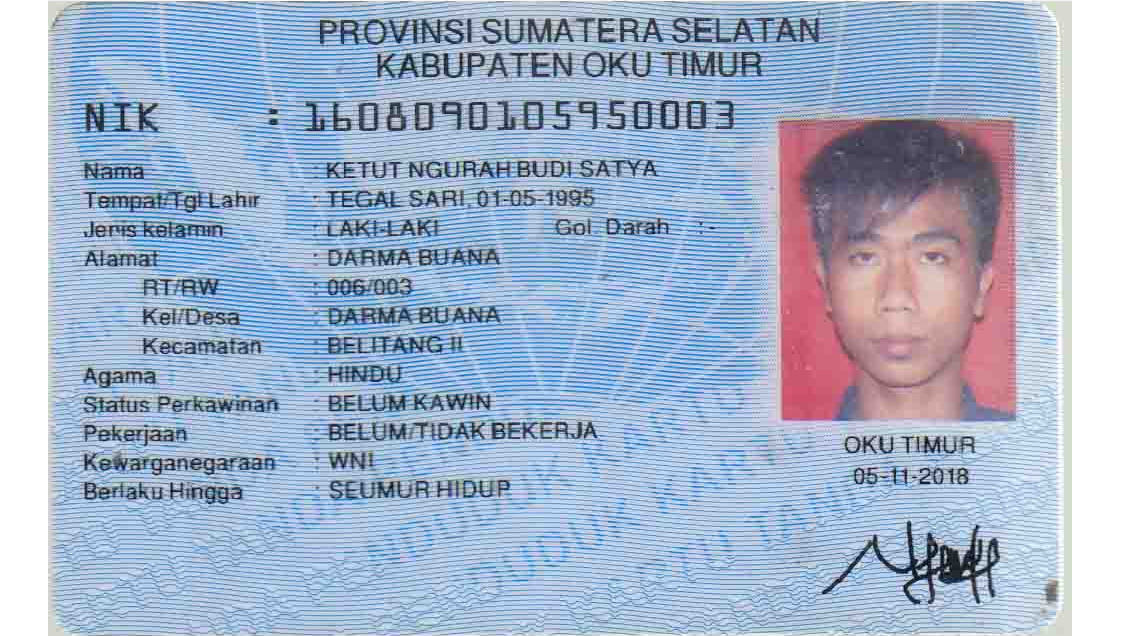 PROVINSI SUMATERA SELATAN
KABUPATEN OKU TIMUR
NIK : 1608090105950003
Nama : KETUT NGURAH BUDI SATYA
Tempat/Tgl Lahir : TEGAL SARI, 01-05-1995
Jenis kelamin : LAKI-LAKI Gol Darah :-
Alamat : DARMA BUANA
RT/RW : 006/003
Kel/Desa : DARMA BUANA
Kecamatan : BELITANG II
Agama : HINDU
Status Perkawinan : BELUM KAWIN
Pekerjaan : BELUM/TIDAK BEKERJA
Kewarganegaraan : WNI
Berlaku Hingga : SEUMUR HIDUP
OKU TIMUR
05-11-2018